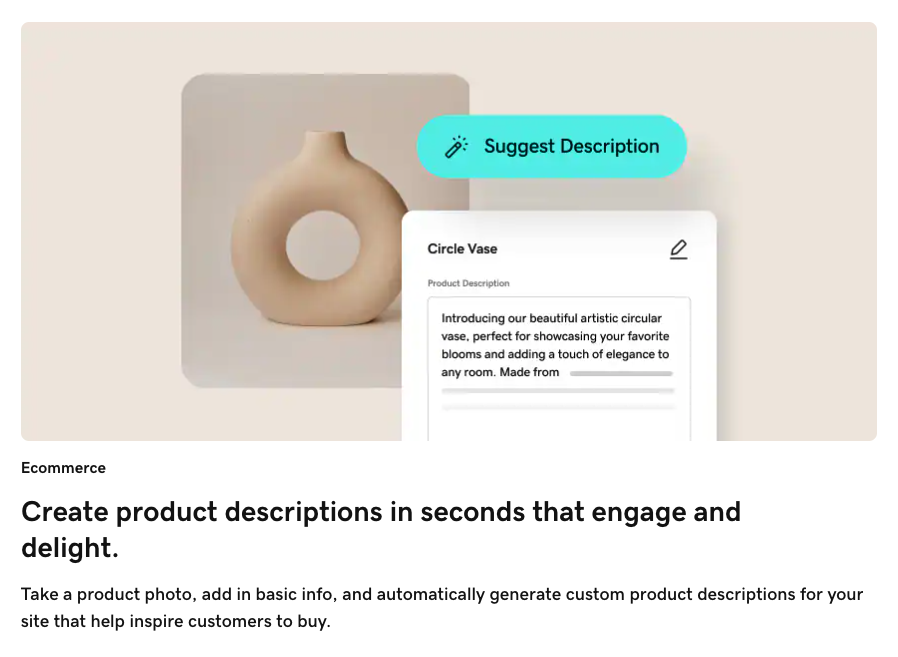 Suggest Description
Circle Vase
Product Description
Introducing our beautiful artistic circular
vase, perfect for showcasing your favorite
blooms and adding a touch of elegance to
any room. Made from
Ecommerce
Create product descriptions in seconds that engage and
delight.
Take a product photo, add in basic info, and automatically generate custom product descriptions for your
site that help inspire customers to buy.